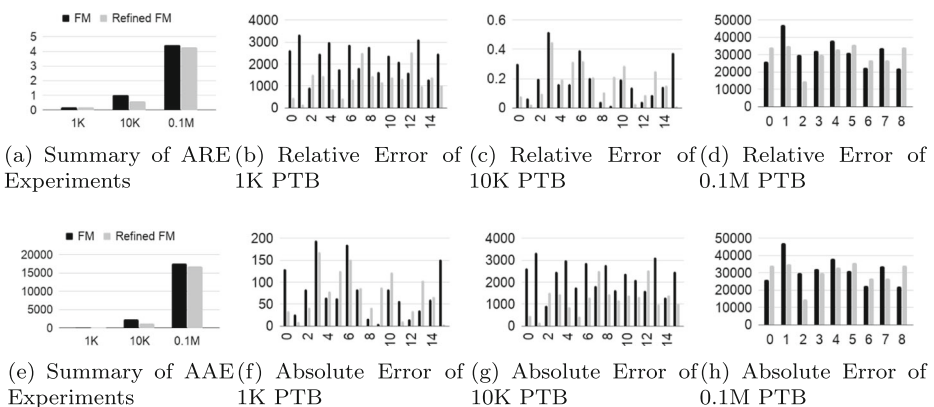 FM Refined FM
5
4
3
2
1
0
1K 10K 0.1M
4000
3000
2000
1000
0
0 2 4 6 8 10 12 14
0.6
0.4
0.2
0
0 2 4 6 8 10 12 14
50000
40000
30000
20000
10000
0
0 1 2 3 4 5 6 7 8
(a) Summary of ARE
Experiments
(b) Relative Error of
1K PTB
(c) Relative Error of
10K PTB
(d) Relative Error of
0.1M PTB
FM Refined FM
20000
15000
10000
5000
0
1K 10K 0.1M
200
150
100
50
0
0 2 4 6 8 10 12 14
4000
3000
2000
1000
0
0 2 4 6 8 10 12 14
50000
40000
30000
20000
10000
0
0 1 2 3 4 5 6 7 8
(e) Summary of AAE
Experiments
(f) Absolute Error of
1K PTB
(g) Absolute Error of
10K PTB
(h) Absolute Error of
0.1M PTB